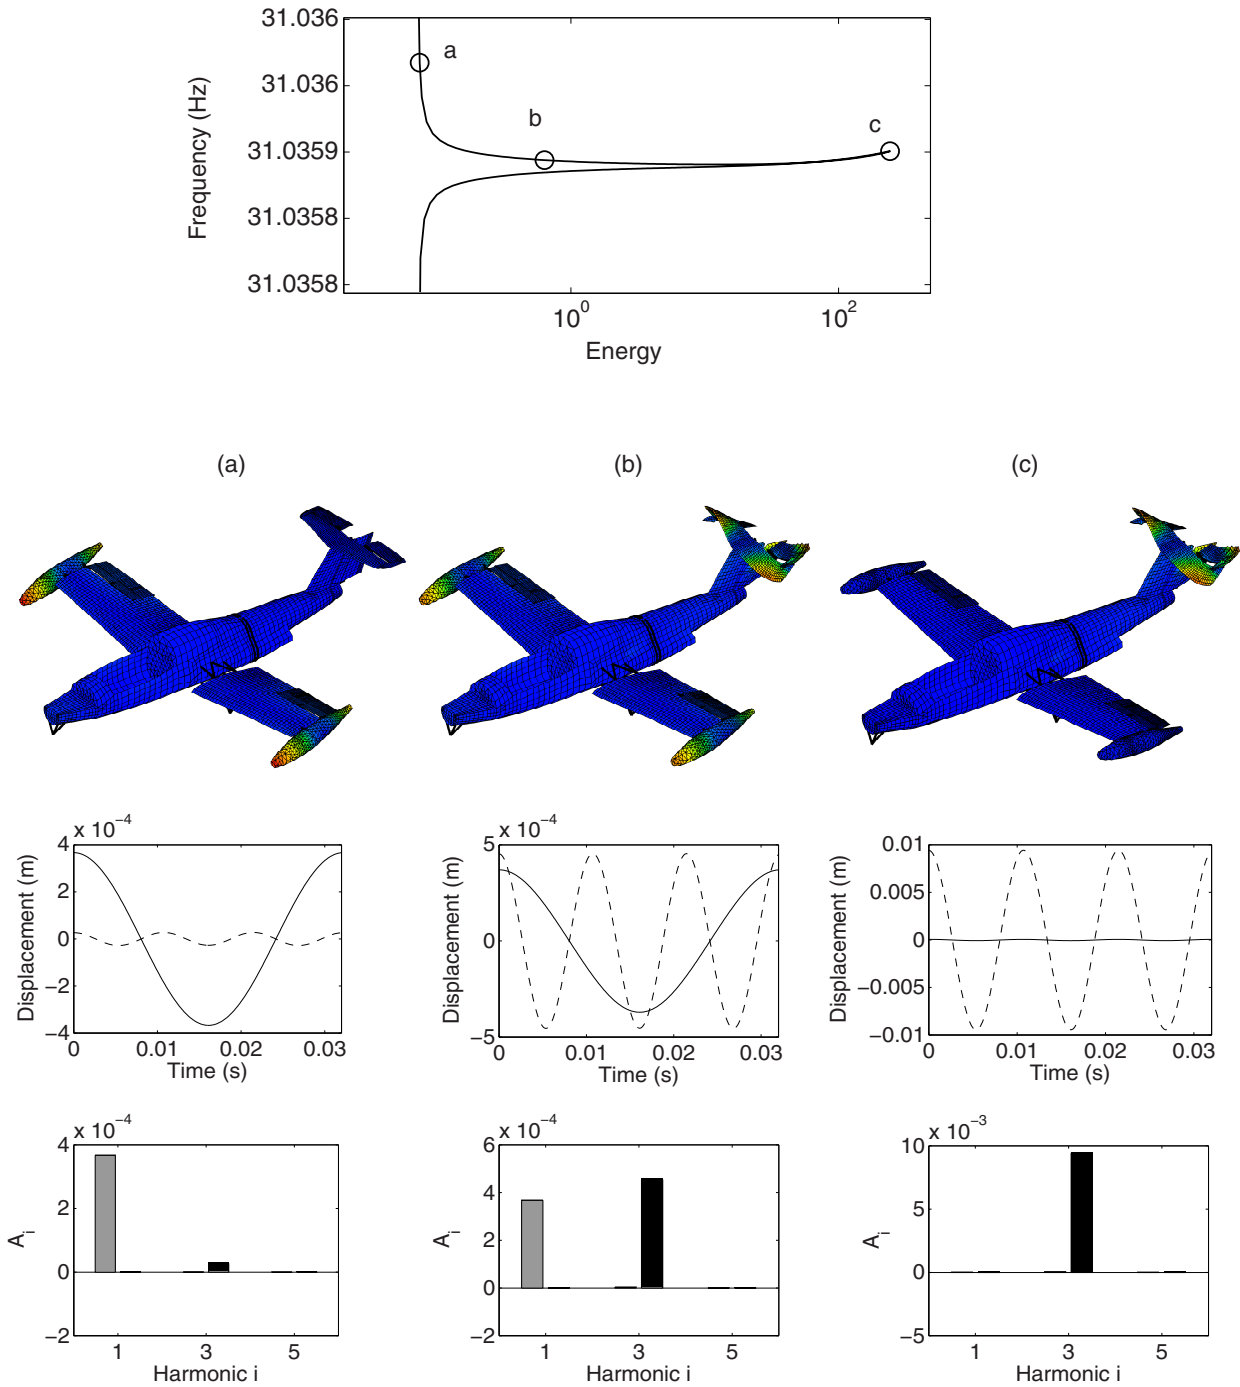 31.036
31.036
31.0359
31.0358
31.0358
Frequency (Hz)
a
b
c
10^0
10^2
Energy
(a)
(b)
(c)
x 10^−4
4
2
0
−2
−4
Displacement (m)
0
0.01
0.02
0.03
Time (s)
x 10^−4
5
0
−5
Displacement (m)
0
0.01
0.02
0.03
Time (s)
0.01
0.005
0
−0.005
−0.01
Displacement (m)
0
0.01
0.02
0.03
Time (s)
x 10^−4
4
2
0
−2
A_i
1
3
5
Harmonic i
x 10^−4
6
4
2
0
−2
A_i
1
3
5
Harmonic i
x 10^−3
10
5
0
−5
A_i
1
3
5
Harmonic i